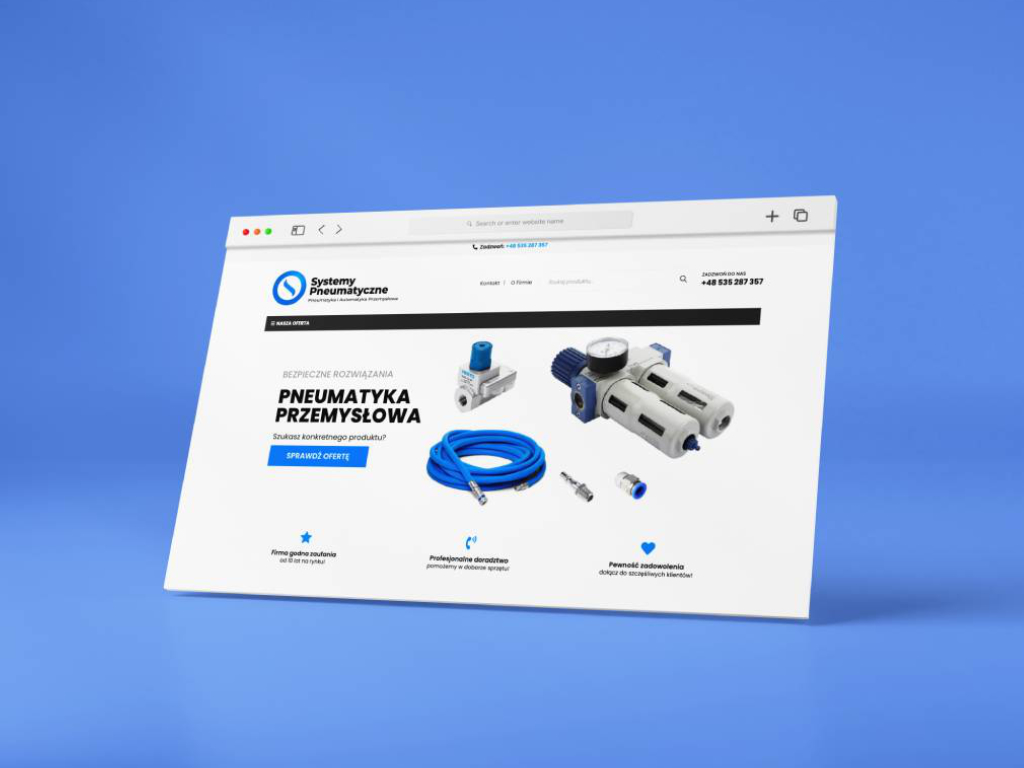 Search or enter website name
Zadzwoń: +48 535 287 357
Systemy
Pneumatyczne
Pneumatyka i Automatyka Przemysłowa
Kontakt | O Firmie
Szukaj produktu...
ZADZWOŃ DO NAS
+48 535 287 357
NASZA OFERTA
BEZPIECZNE ROZWIĄZANIA
PNEUMATYKA
PRZEMYSŁOWA
Szukasz konkretnego produktu?
SPRAWDŹ OFERTĘ
FESTO
Firma godna zaufania
od 10 lat na rynku!
Profesjonalne doradztwo
pomożemy w doborze sprzętu!
Pewność zadowolenia
dołącz do szczęśliwych klientów!